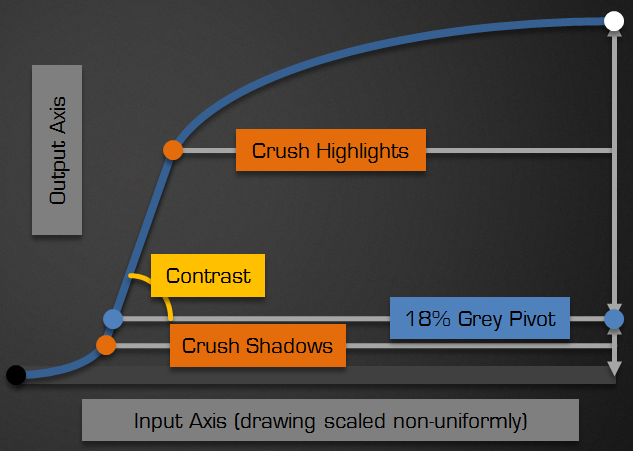 Output Axis
Crush Highlights
Contrast
18% Grey Pivot
Crush Shadows
Input Axis (drawing scaled non-uniformly)